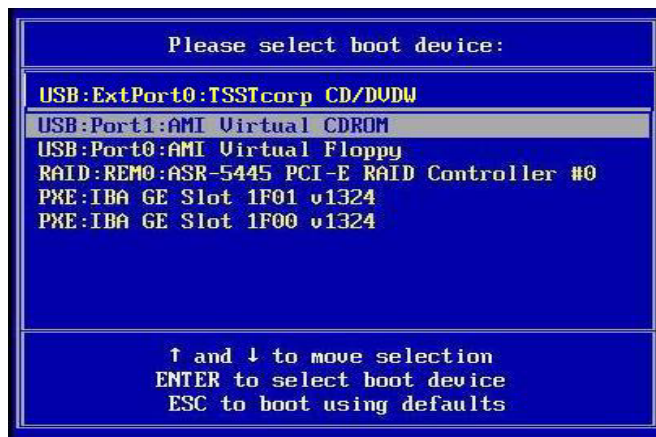 Please select boot device:
USB:ExtPort0:TSSTcorp CD/DVDW
USB:Port1:AMI Virtual CDROM
USB:Port0:AMI Virtual Floppy
RAID:REM0:ASR-5445 PCI-E RAID Controller #0
PXE:IBA GE Slot 1F01 v1324
PXE:IBA GE Slot 1F00 v1324
↑ and ↓ to move selection
ENTER to select boot device
ESC to boot using defaults